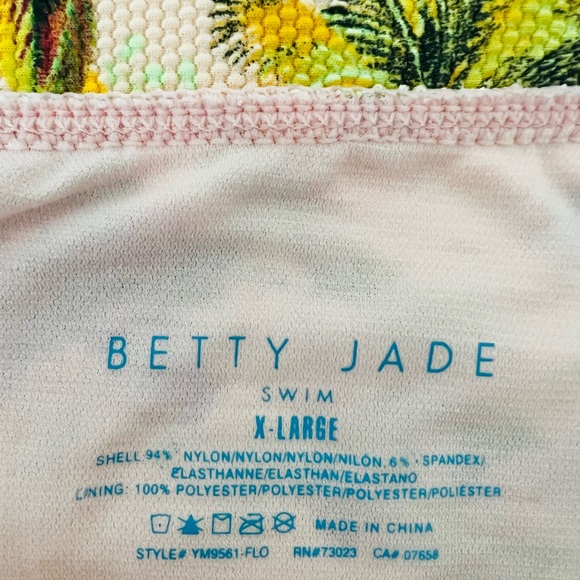 BETTY JADE
SWIM
X-LARGE
SHELL 94% NYLON/NYLON/NYLON/NILÓN. 6% · SPANDEX/
ELASTHANNE/ELASTHAN/ELASTANO
LINING: 100% POLYESTER/POLYESTER/POLYESTER/POLIÉSTER
MADE IN CHINA
STYLE# YM9561-FLO RN#73023 CA# 07658